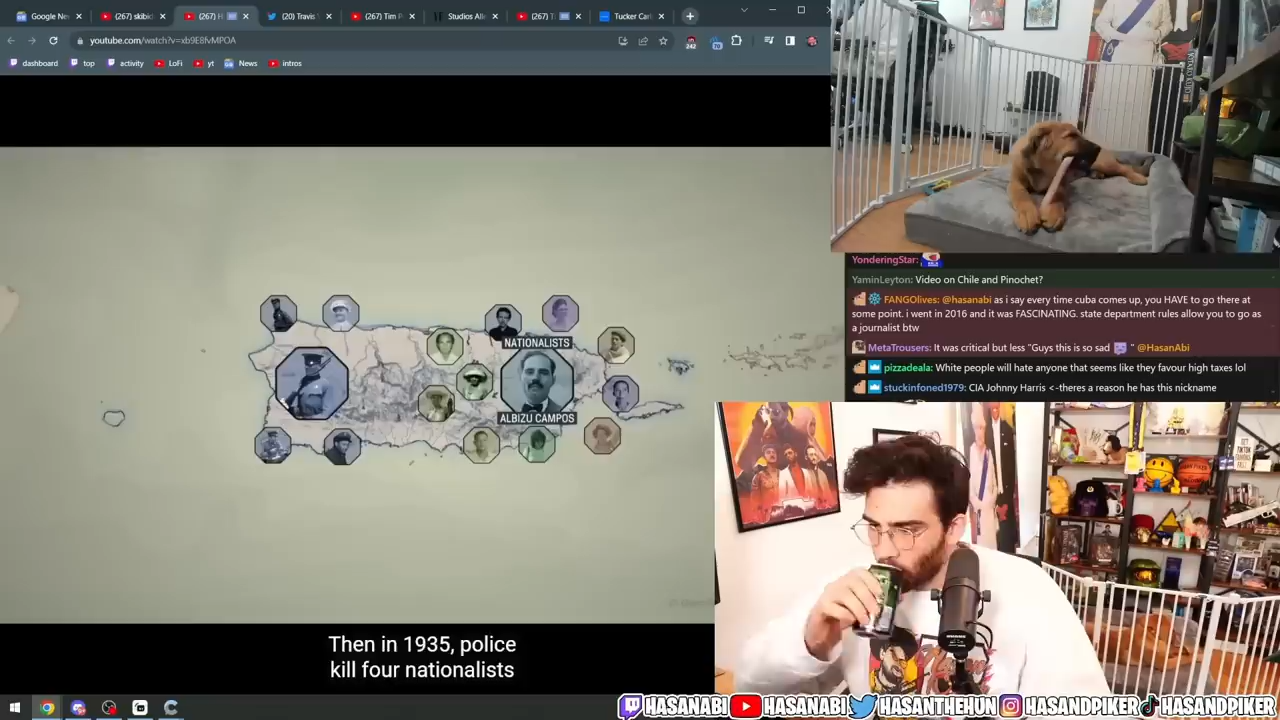 Google Ne
(267) skibid
(267) H
(20) Travis
(267) Tim P
Studios Alle
(267) T
Tucker Carl
youtube.com/watch?v=xb9E8fvMPOA
242
dashboard
top
activity
LoFi
yt
News
intros
YonderingStar:
YaminLeyton: Video on Chile and Pinochet?
FANGOlives: @hasanabi as i say every time cuba comes up, you HAVE to go there at
some point. i went in 2016 and it was FASCINATING. state department rules allow you to go as
a journalist btw
MetaTrousers: It was critical but less "Guys this is so sad " @HasanAbi
pizzadeala: White people will hate anyone that seems like they favour high taxes lol
stuckinfoned1979: CIA Johnny Harris <-theres a reason he has this nickname
NATIONALISTS
ALBIZU CAMPOS
Then in 1935, police
kill four nationalists
HASANABI
HASANABI
HASANTHEHUN
HASANDPIKER
HASANDPIKER